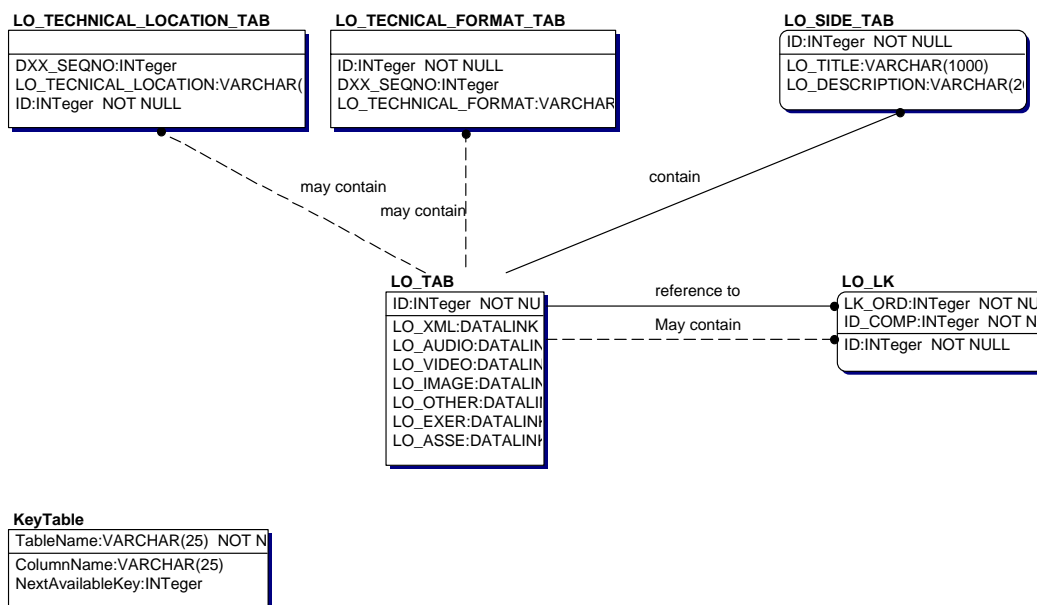 LO_TECHNICAL_LOCATION_TAB
DXX_SEQNO:INTeger
LO_TECNICAL_LOCATION:VARCHAR(
ID:INTeger NOT NULL
LO_TECNICAL_FORMAT_TAB
ID:INTeger NOT NULL
DXX_SEQNO:INTeger
LO_TECHNICAL_FORMAT:VARCHAR
LO_SIDE_TAB
ID:INTeger NOT NULL
LO_TITLE:VARCHAR(1000)
LO_DESCRIPTION:VARCHAR(20
may contain
may contain
contain
LO_TAB
ID:INTeger NOT NU
LO_XML:DATALINK
LO_AUDIO:DATALIN
LO_VIDEO:DATALIN
LO_IMAGE:DATALIN
LO_OTHER:DATALIN
LO_EXER:DATALINK
LO_ASSE:DATALINK
reference to
May contain
LO_LK
LK_ORD:INTeger NOT NU
ID_COMP:INTeger NOT N
ID:INTeger NOT NULL
KeyTable
TableName:VARCHAR(25) NOT N
ColumnName:VARCHAR(25)
NextAvailableKey:INTeger